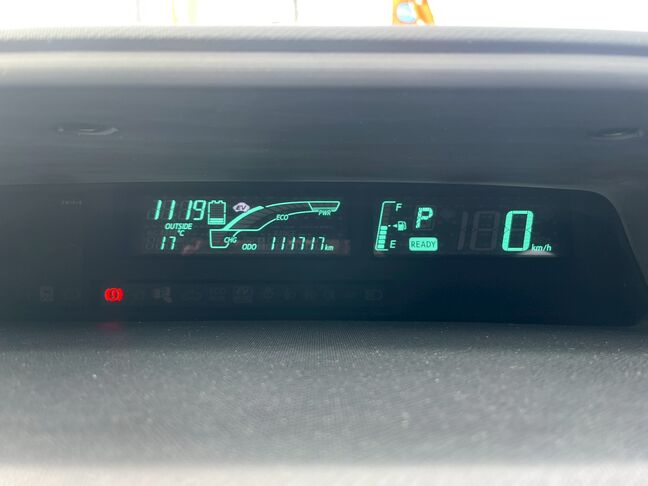 11 19
EV
OUTSIDE
°C
17
ECO
PWR
CHG
ODO 111717 km
F
E
P
READY
0 km/h